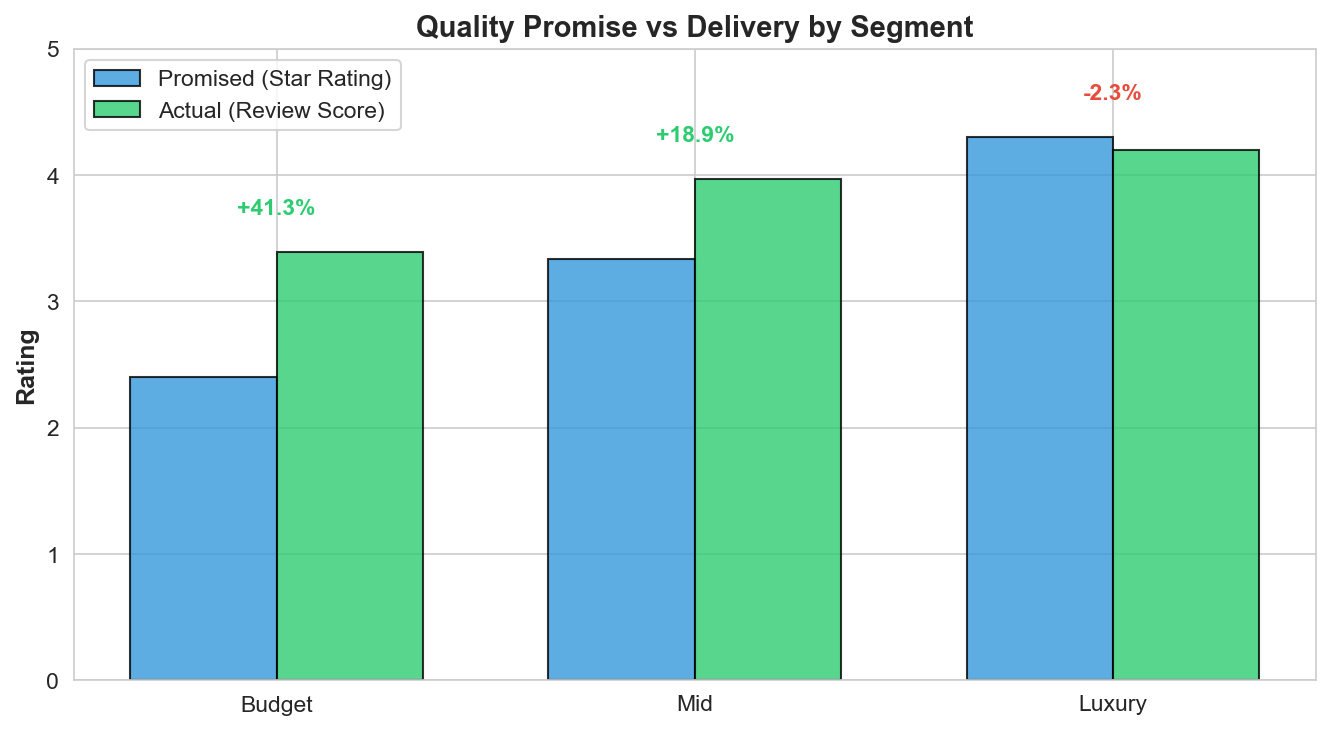 Quality Promise vs Delivery by Segment
Promised (Star Rating)
Actual (Review Score)
Rating
5
4
3
2
1
0
+41.3%
+18.9%
-2.3%
Budget
Mid
Luxury